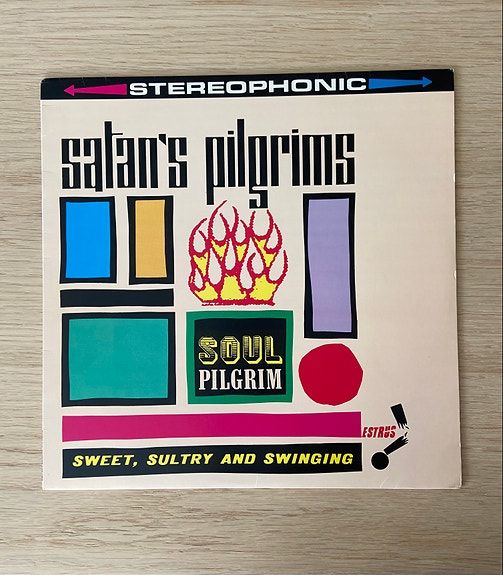 STEREOPHONIC
satan's pilgrims
SOUL
PILGRIM
ESTRUS
SWEET, SULTRY AND SWINGING